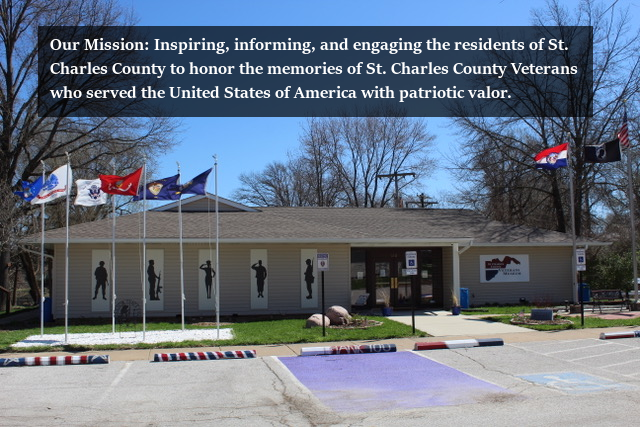 Our Mission: Inspiring, informing, and engaging the residents of St.
Charles County to honor the memories of St. Charles County Veterans
who served the United States of America with patriotic valor.